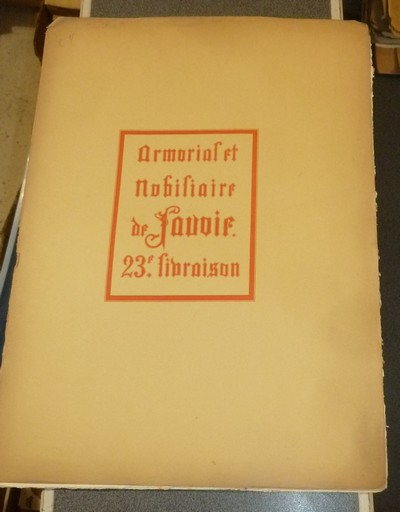 Armorial et
Nobiliaire
de Savoie.
23e. livraison